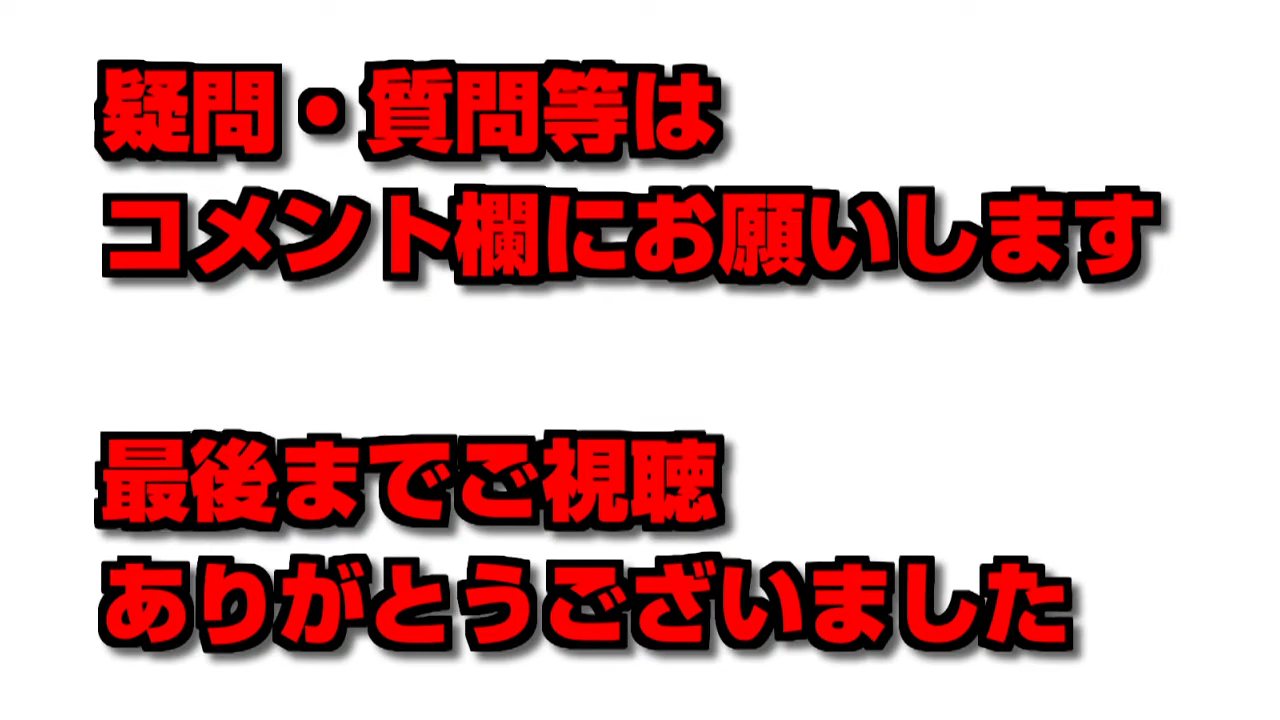 疑問・質問等は
コメント欄にお願いします
最後までご視聴
ありがとうございました